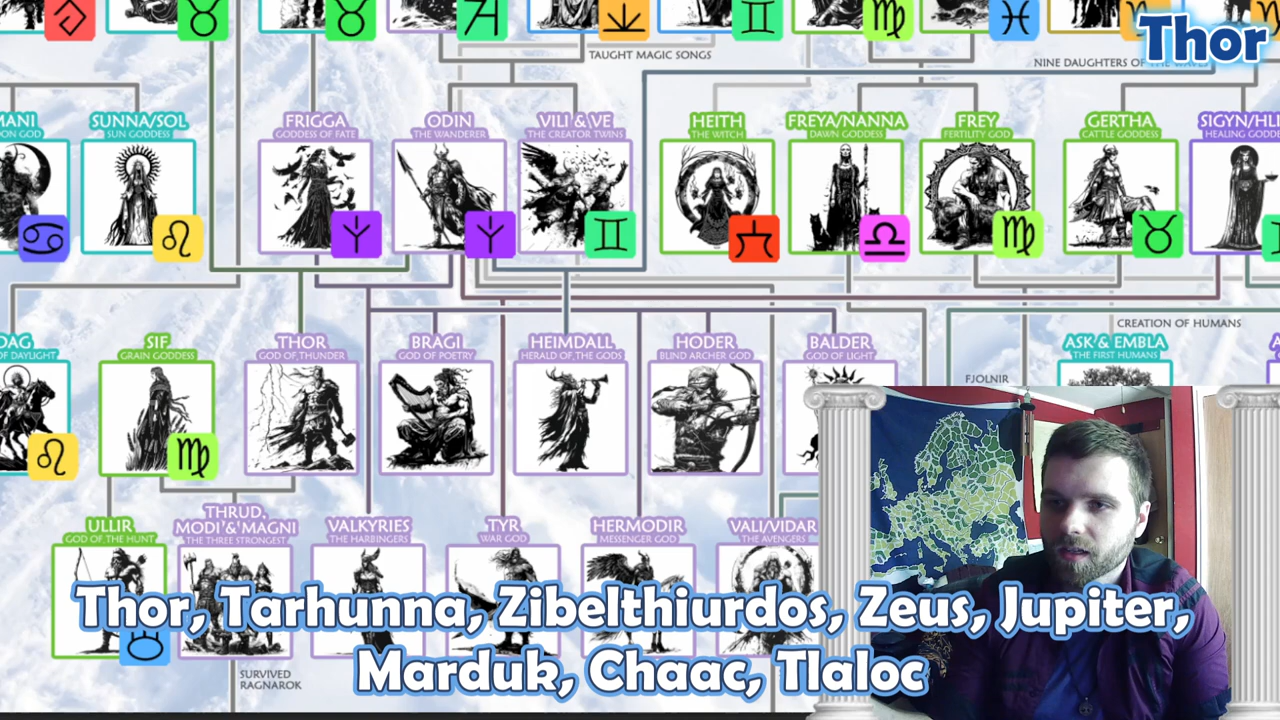 Thor
TAUGHT MAGIC SONGS
NINE DAUGHTERS OF THE WAVES
MANI
MOON GOD
SUNNA/SOL
SUN GODDESS
FRIGGA
GODDESS OF FATE
ODIN
THE WANDERER
VILI & VE
THE CREATOR TWINS
HEITH
THE WITCH
FREYA/NANNA
DAWN GODDESS
FREY
FERTILITY GOD
GERTHA
CATTLE GODDESS
SIGYN/HLI
HEALING GODDE
CREATION OF HUMANS
DAG
OF DAYLIGHT
SIF
GRAIN GODDESS
THOR
GOD OF THUNDER
BRAGI
GOD OF POETRY
HEIMDALL
HERALD OF THE GODS
HODER
BLIND ARCHER GOD
BALDER
GOD OF LIGHT
ASK & EMBLA
THE FIRST HUMANS
FJOLNIR
ULLIR
GOD OF THE HUNT
THRUD,
MODI & MAGNI
THE THREE STRONGEST
VALKYRIES
THE HARBINGERS
TYR
WAR GOD
HERMODIR
MESSENGER GOD
VALI/VIDAR
THE AVENGERS
Thor, Tarhunna, Zibelthiurdos, Zeus, Jupiter,
Marduk, Chaac, Tlaloc
SURVIVED
RAGNAROK